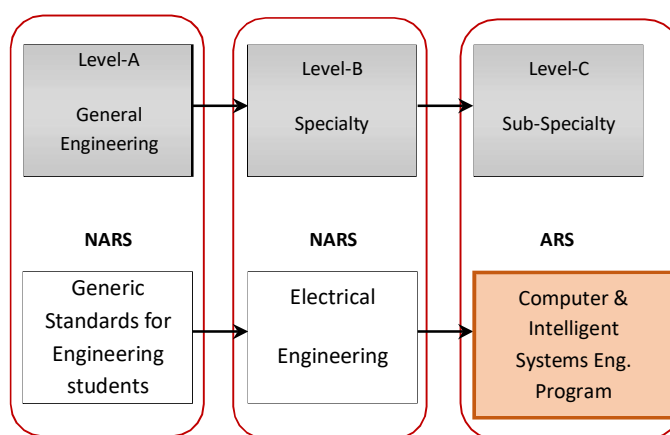 Level-A
General
Engineering
Level-B
Specialty
Level-C
Sub-Specialty
NARS
NARS
ARS
Generic
Standards for
Engineering
students
Electrical
Engineering
Computer &
Intelligent
Systems Eng.
Program